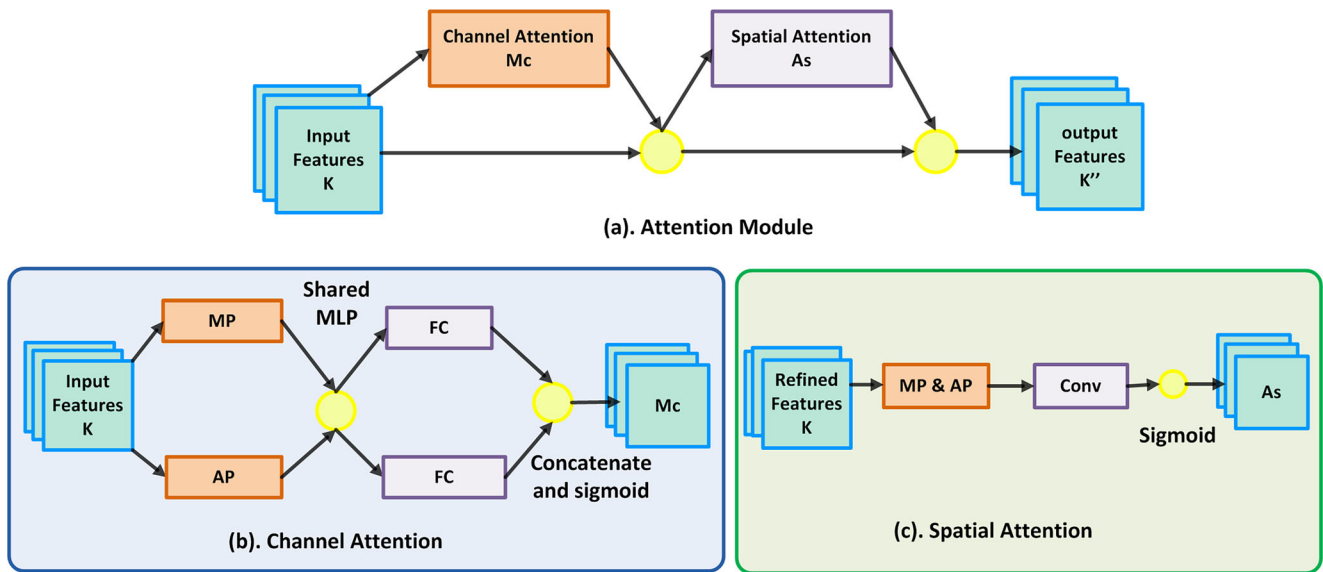 Channel Attention
Mc
Spatial Attention
As
Input
Features
K
output
Features
K’’
(a). Attention Module
Shared
MLP
MP
FC
Input
Features
K
Mc
AP
FC
Concatenate
and sigmoid
(b). Channel Attention
Refined
Features
K
MP & AP
Conv
As
Sigmoid
(c). Spatial Attention